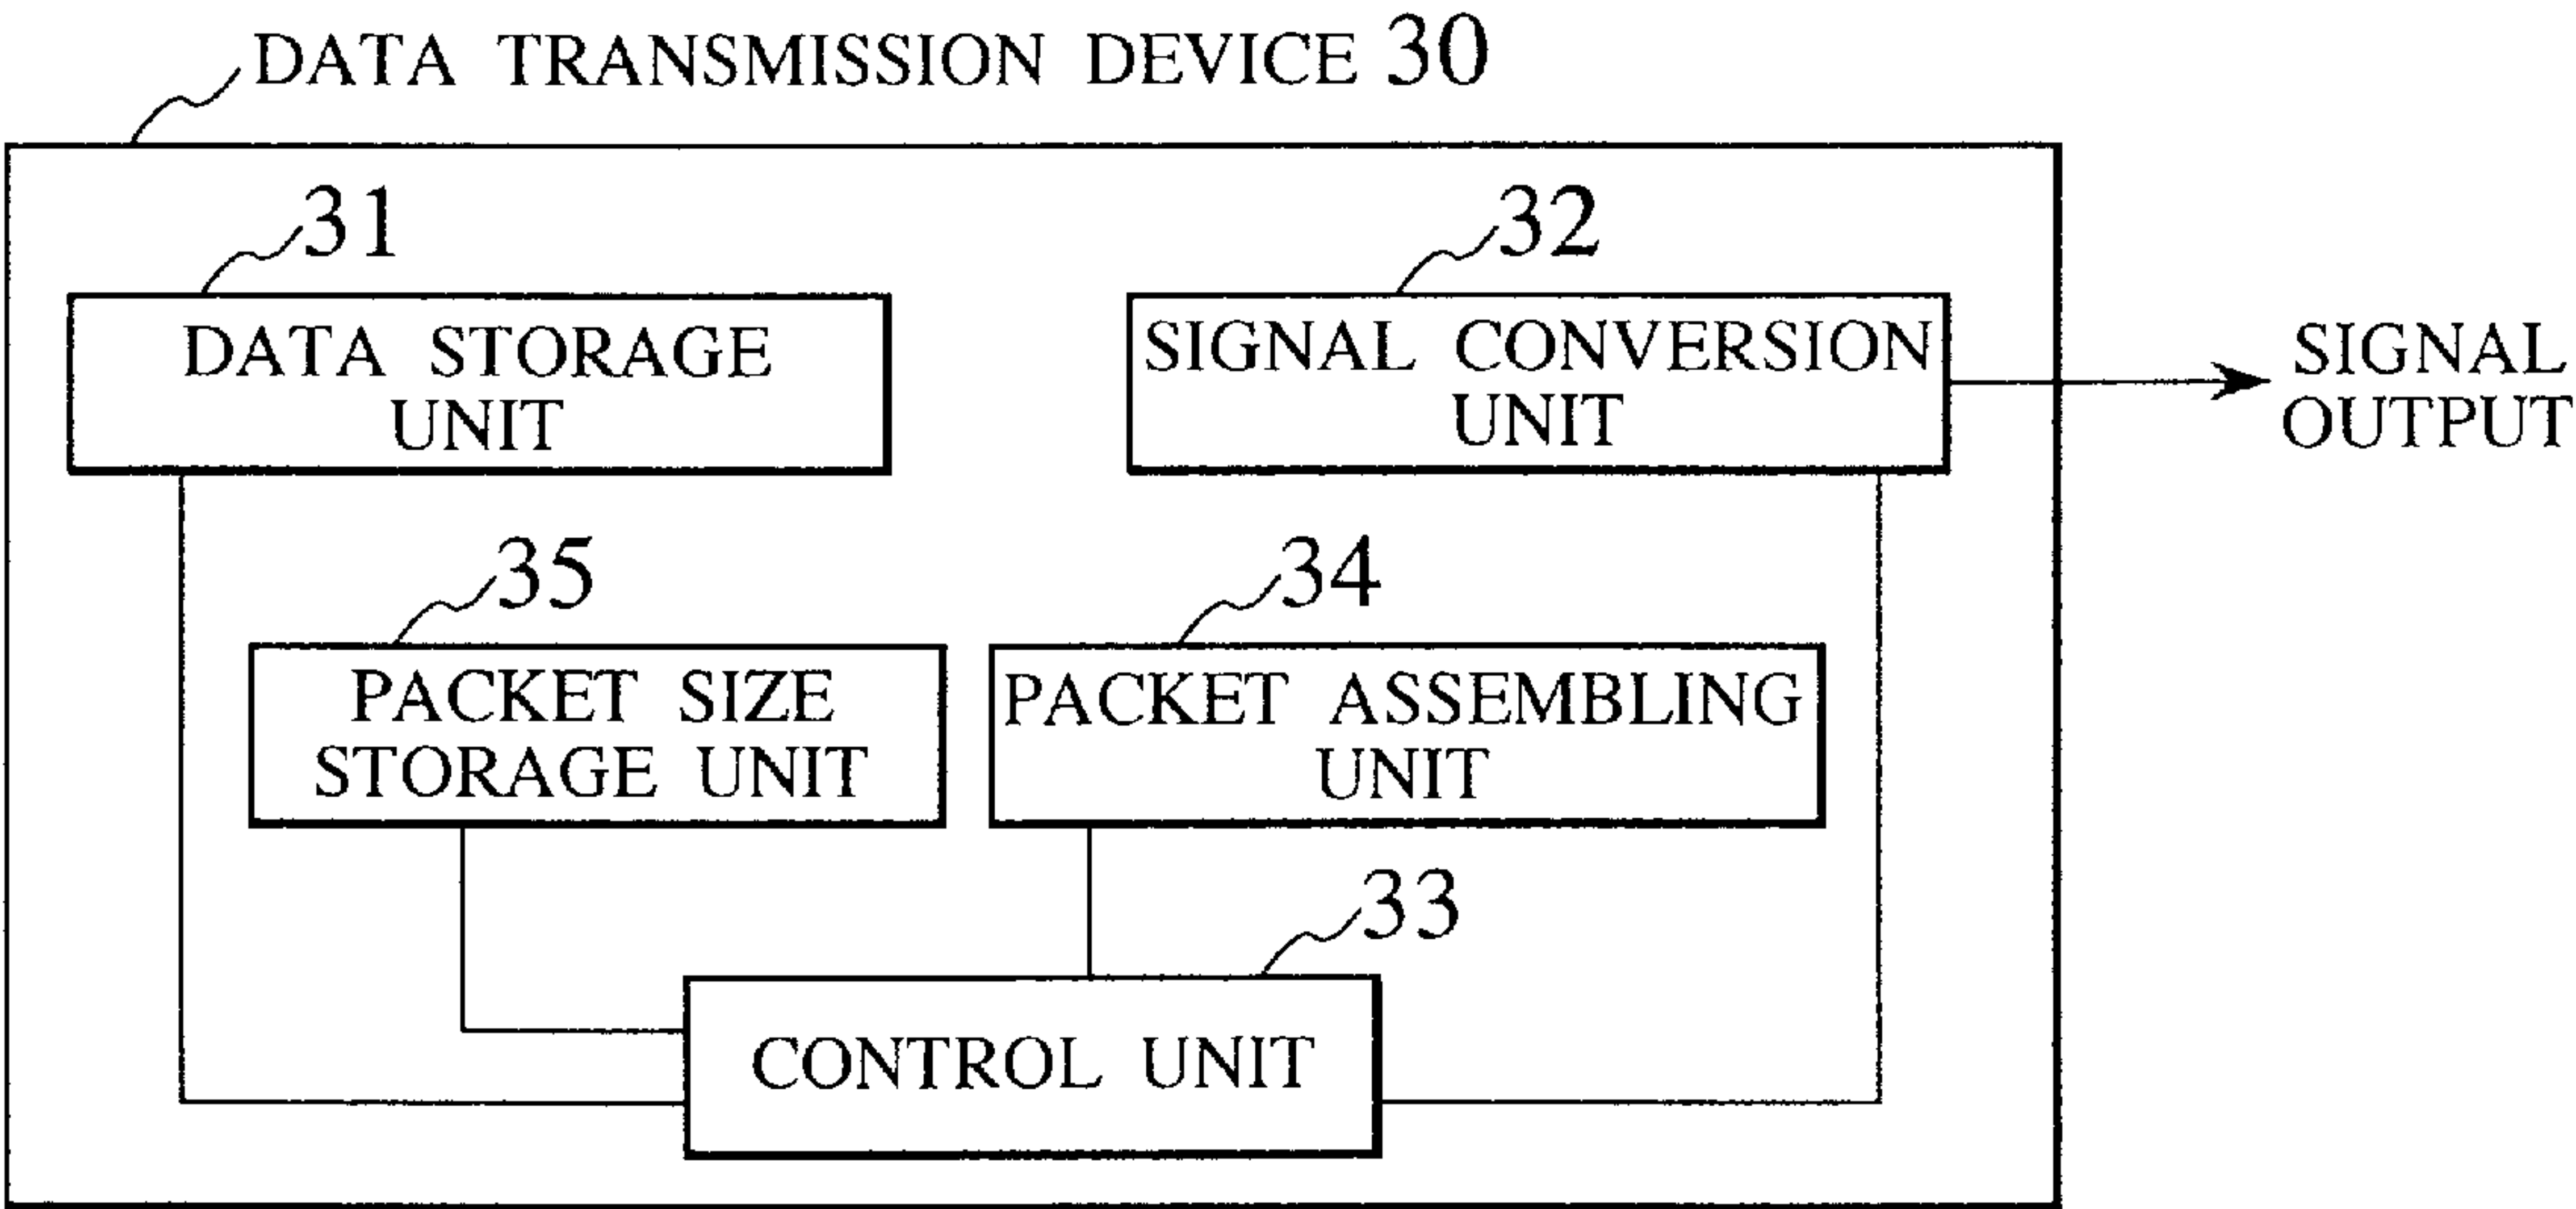 DATA TRANSMISSION DEVICE 30
31
DATA STORAGE
UNIT
32
SIGNAL CONVERSION
UNIT
SIGNAL
OUTPUT
35
PACKET SIZE
STORAGE UNIT
34
PACKET ASSEMBLING
UNIT
33
CONTROL UNIT